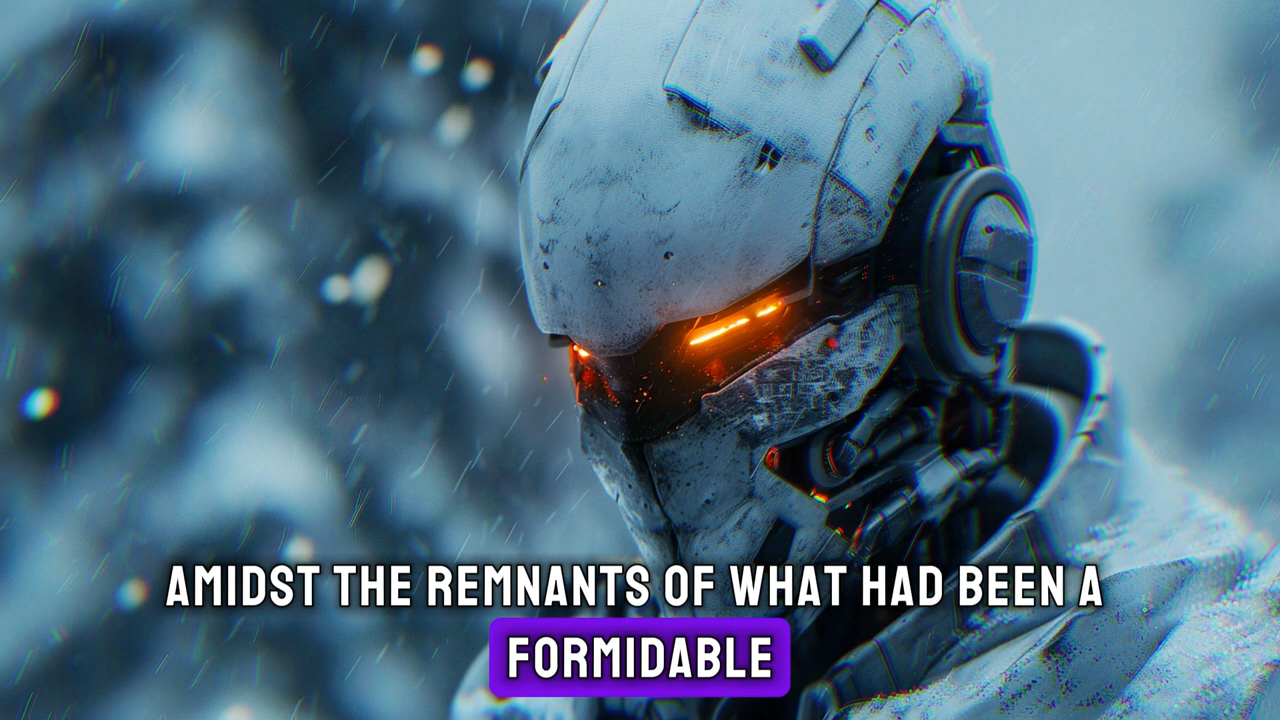 AMIDST THE REMNANTS OF WHAT HAD BEEN A
FORMIDABLE